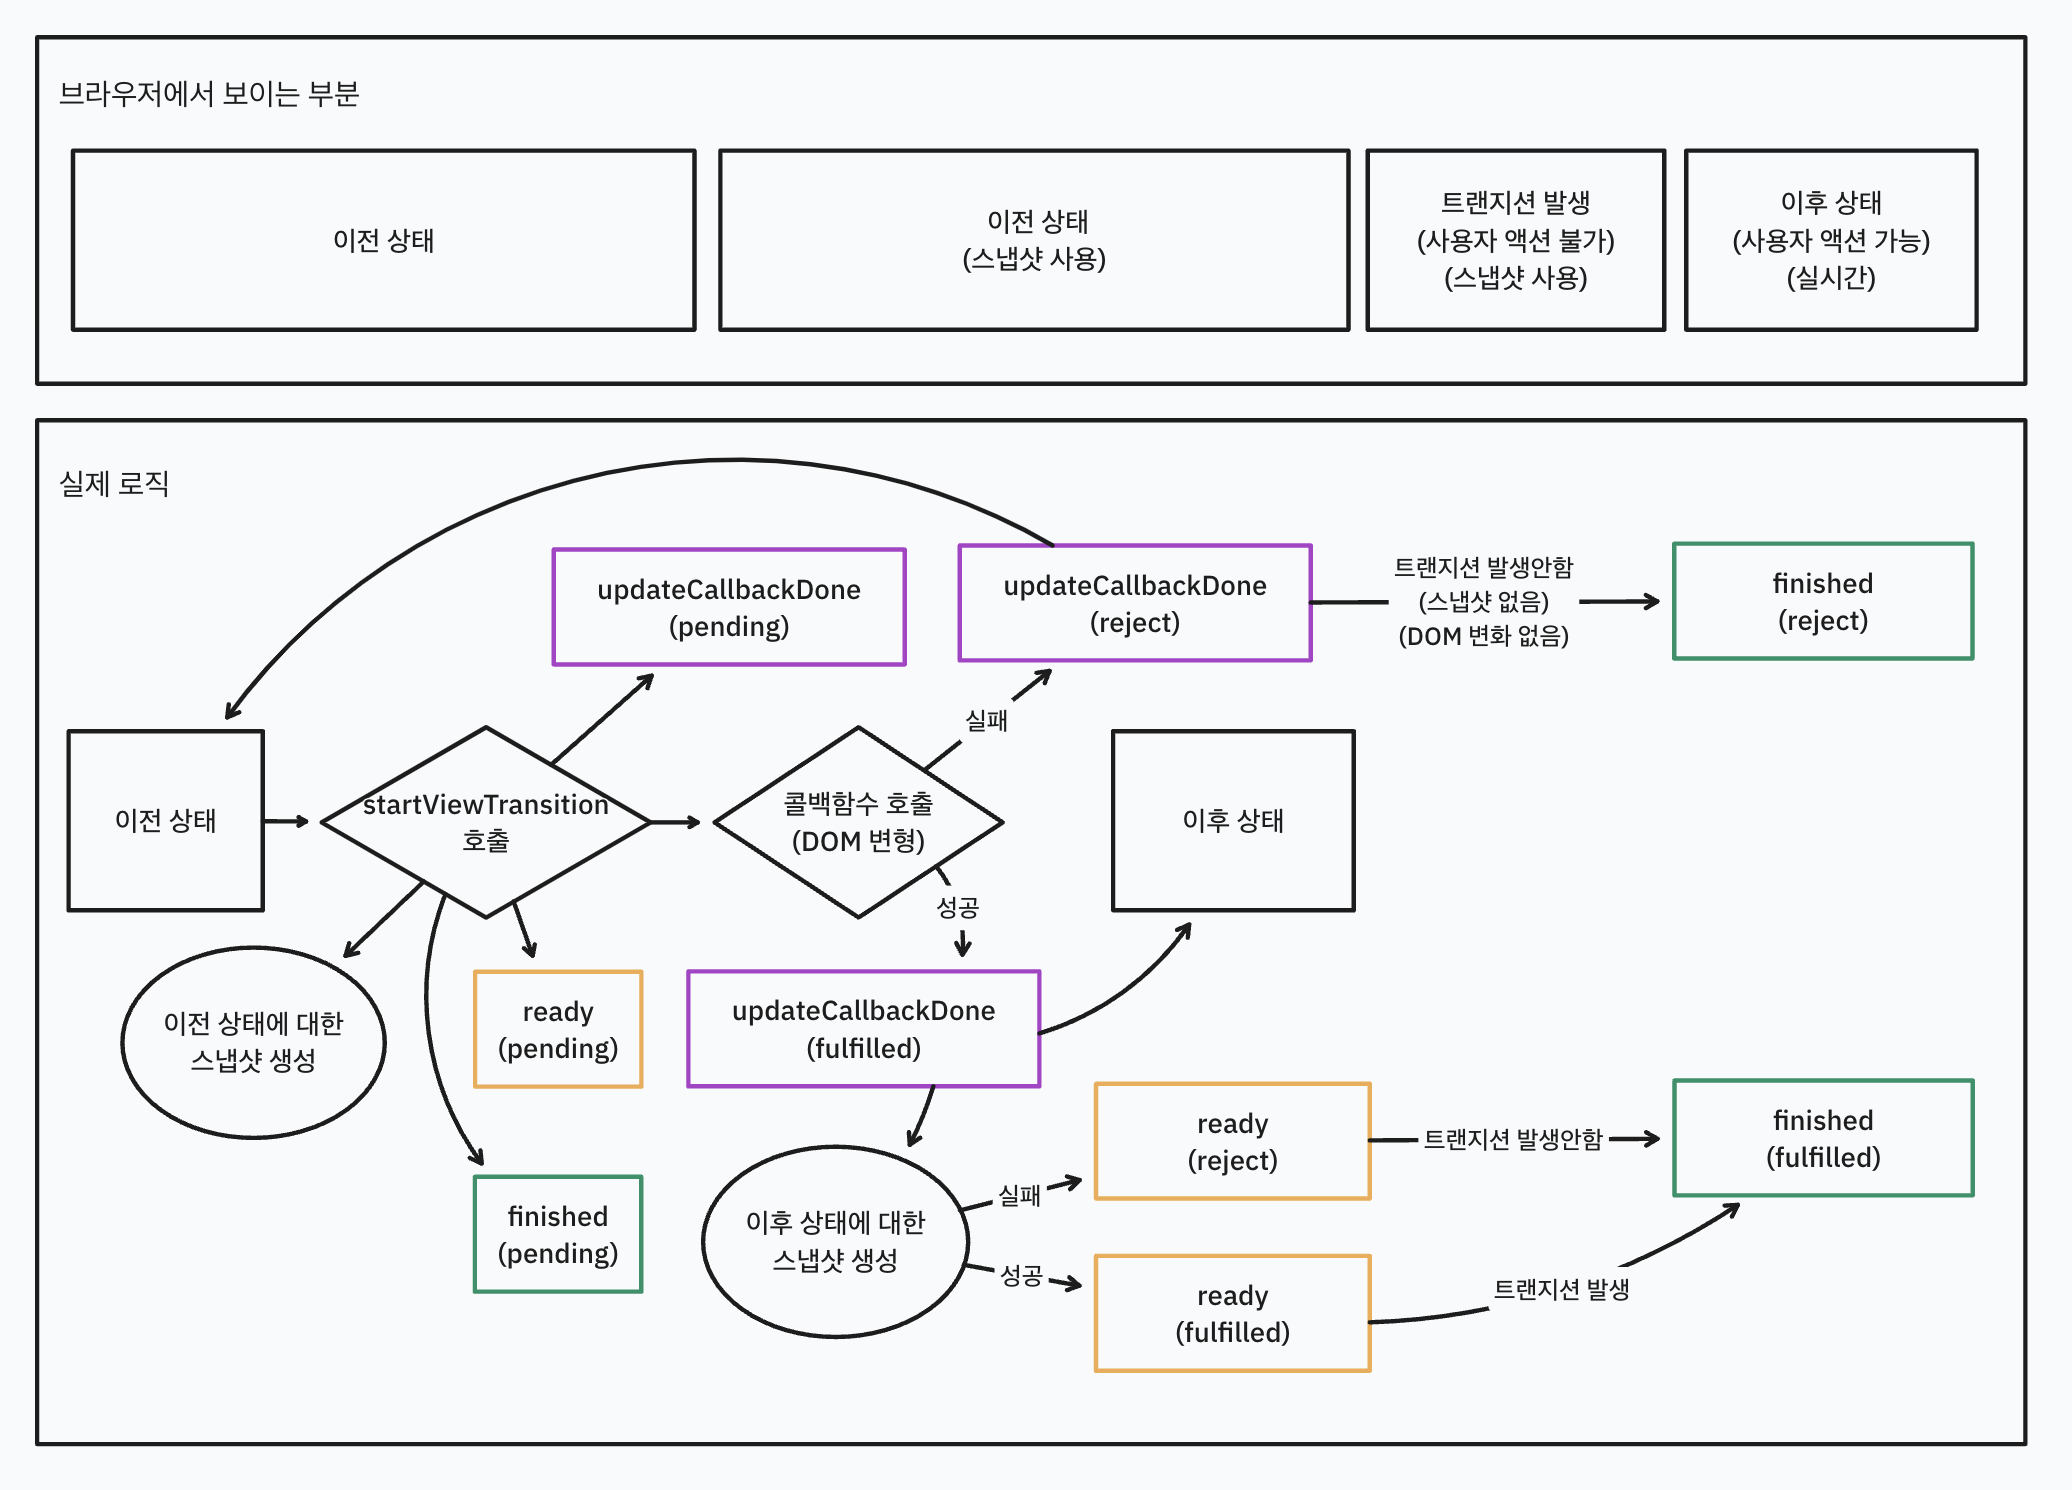 브라우저에서 보이는 부분
이전 상태
이전 상태
(스냅샷 사용)
트랜지션 발생
(사용자 액션 불가)
(스냅샷 사용)
이후 상태
(사용자 액션 가능)
(실시간)
실제 로직
updateCallbackDone
(pending)
updateCallbackDone
(reject)
트랜지션 발생안함
(스냅샷 없음)
(DOM 변화 없음)
finished
(reject)
실패
이전 상태
startViewTransition
호출
콜백함수 호출
(DOM 변형)
이후 상태
성공
이전 상태에 대한
스냅샷 생성
ready
(pending)
updateCallbackDone
(fulfilled)
finished
(pending)
이후 상태에 대한
스냅샷 생성
실패
성공
ready
(reject)
트랜지션 발생안함
finished
(fulfilled)
ready
(fulfilled)
트랜지션 발생